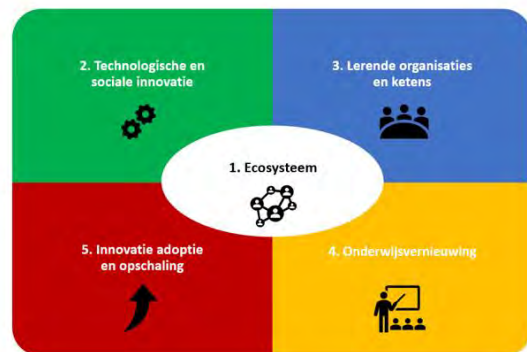 2. Technologische en
sociale innovatie
3. Lerende organisaties
en ketens
1. Ecosysteem
5. Innovatie adoptie
en opschaling
4. Onderwijsvernieuwing